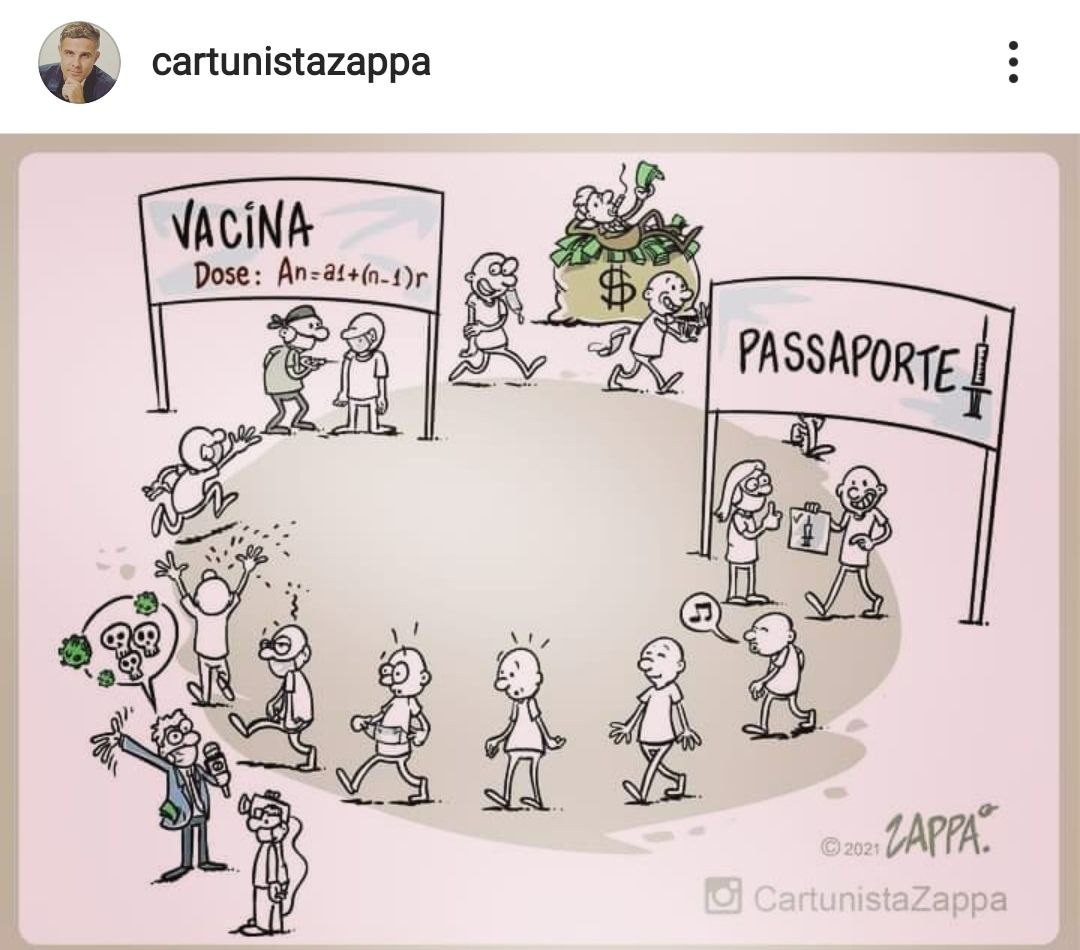 cartunistazappa
VACINA
Dose: An=a1+(n-1)r
$
PASSAPORTE
© 2021 ZAPPA.
CartunistaZappa